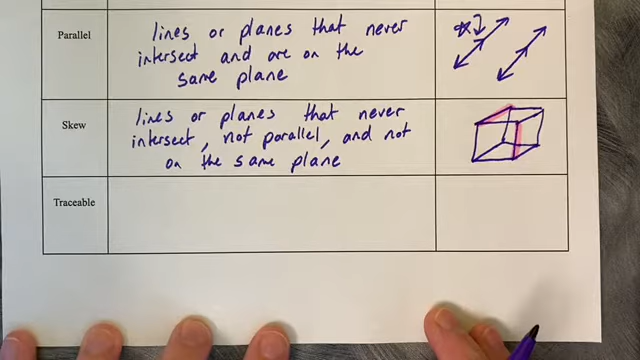 Parallel
lines or planes that never
intersect and are on the
same plane
Skew
lines or planes that never
intersect, not parallel, and not
on the same plane
Traceable